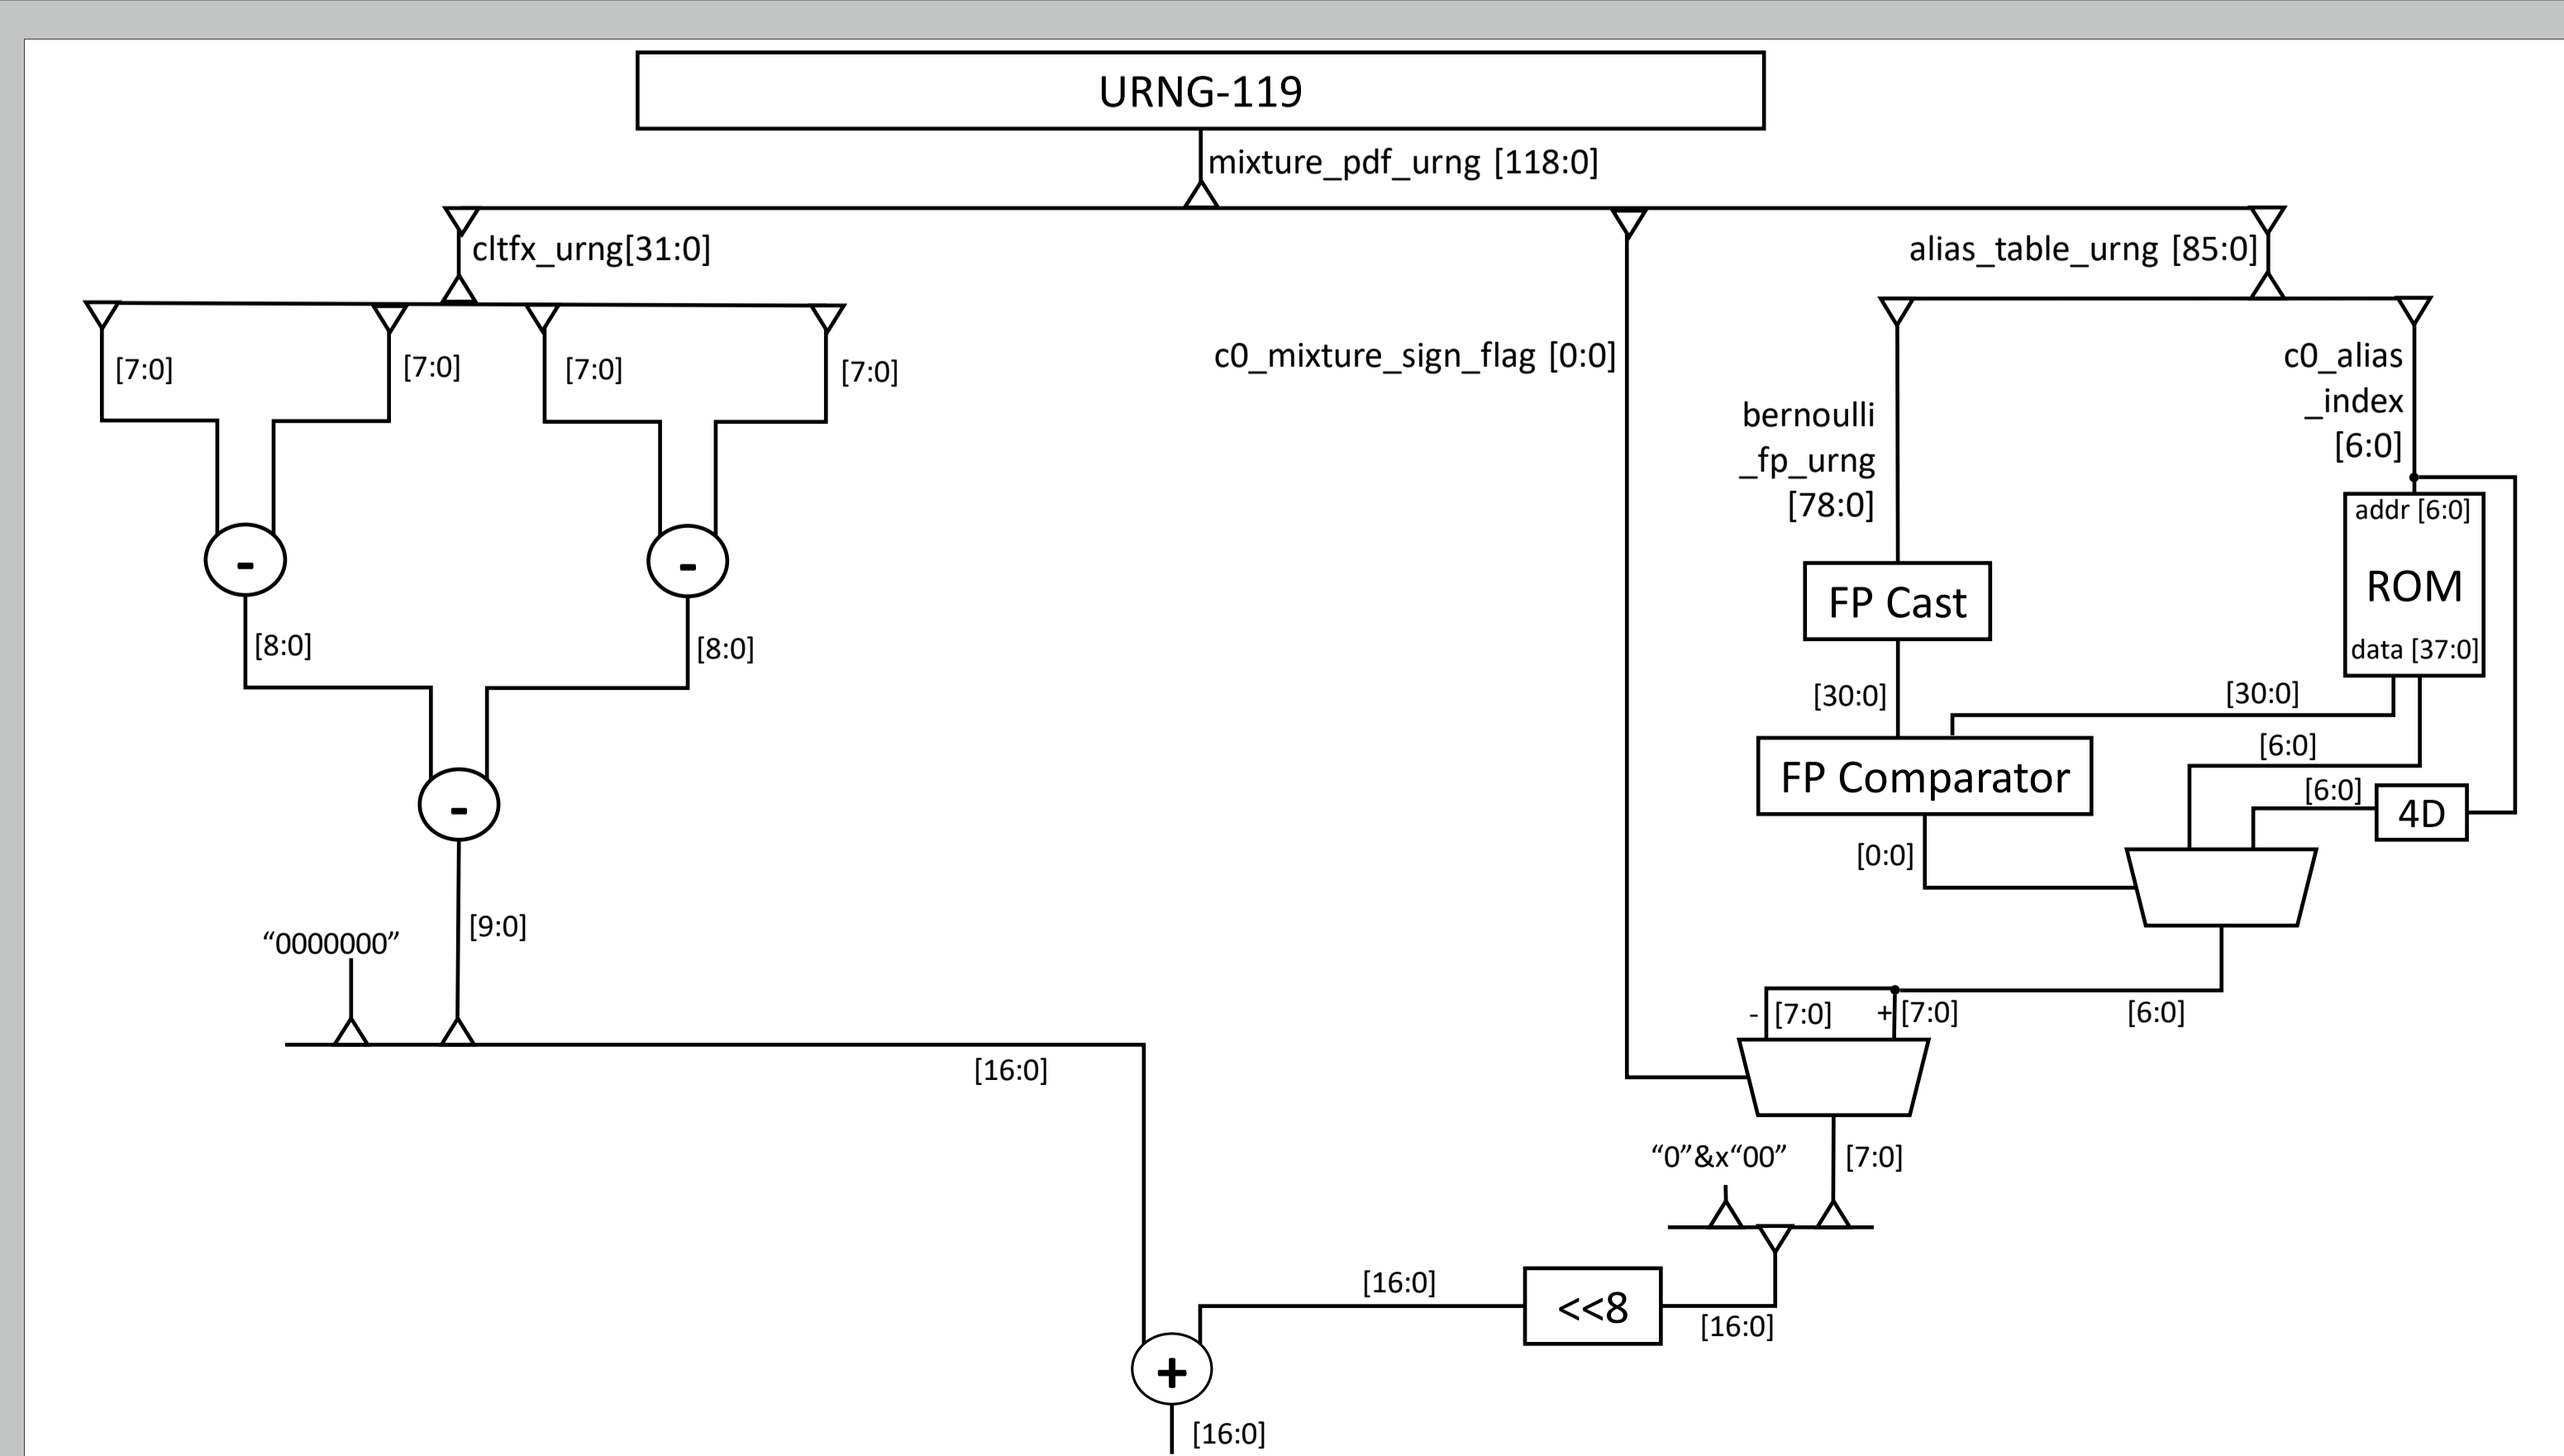 URNG-119
mixture_pdf_urng [118:0]
cltfx_urng[31:0]
alias_table_urng [85:0]
[7:0]
[7:0]
[7:0]
[7:0]
c0_mixture_sign_flag [0:0]
c0_alias
_index
[6:0]
bernoulli
_fp_urng
[78:0]
addr [6:0]
ROM
data [37:0]
-
-
FP Cast
[8:0]
[8:0]
[30:0]
[30:0]
FP Comparator
[6:0]
[6:0]
4D
-
[0:0]
[9:0]
“0000000”
- [7:0]
+ [7:0]
[6:0]
[16:0]
“0”&x“00”
[7:0]
[16:0]
<<8
[16:0]
+
[16:0]